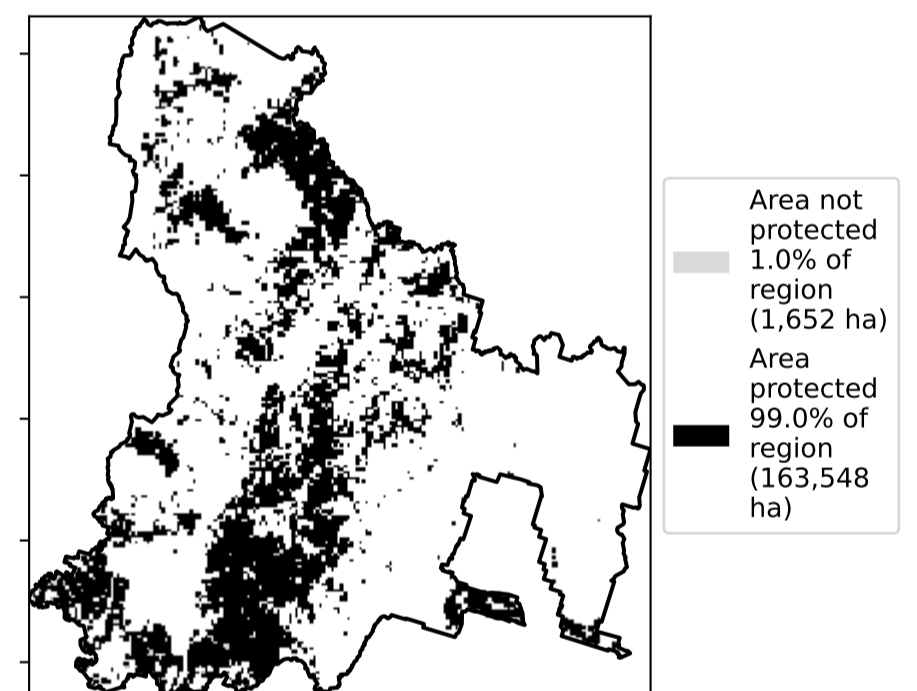 Area not
protected
1.0% of
region
(1,652 ha)
Area
protected
99.0% of
region
(163,548
ha)